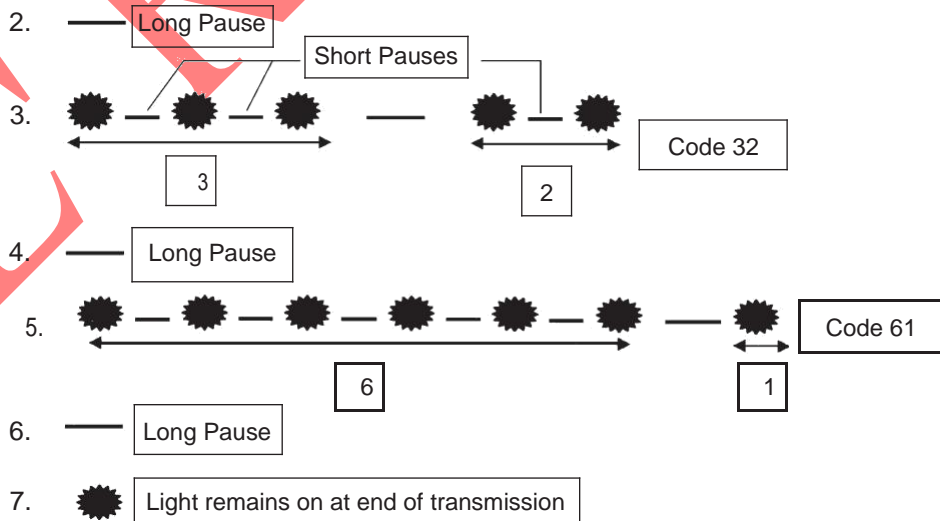 2. Long Pause
Short Pauses
3.
Code 32
3
2
4. Long Pause
5.
Code 61
6
1
6. Long Pause
7. Light remains on at end of transmission